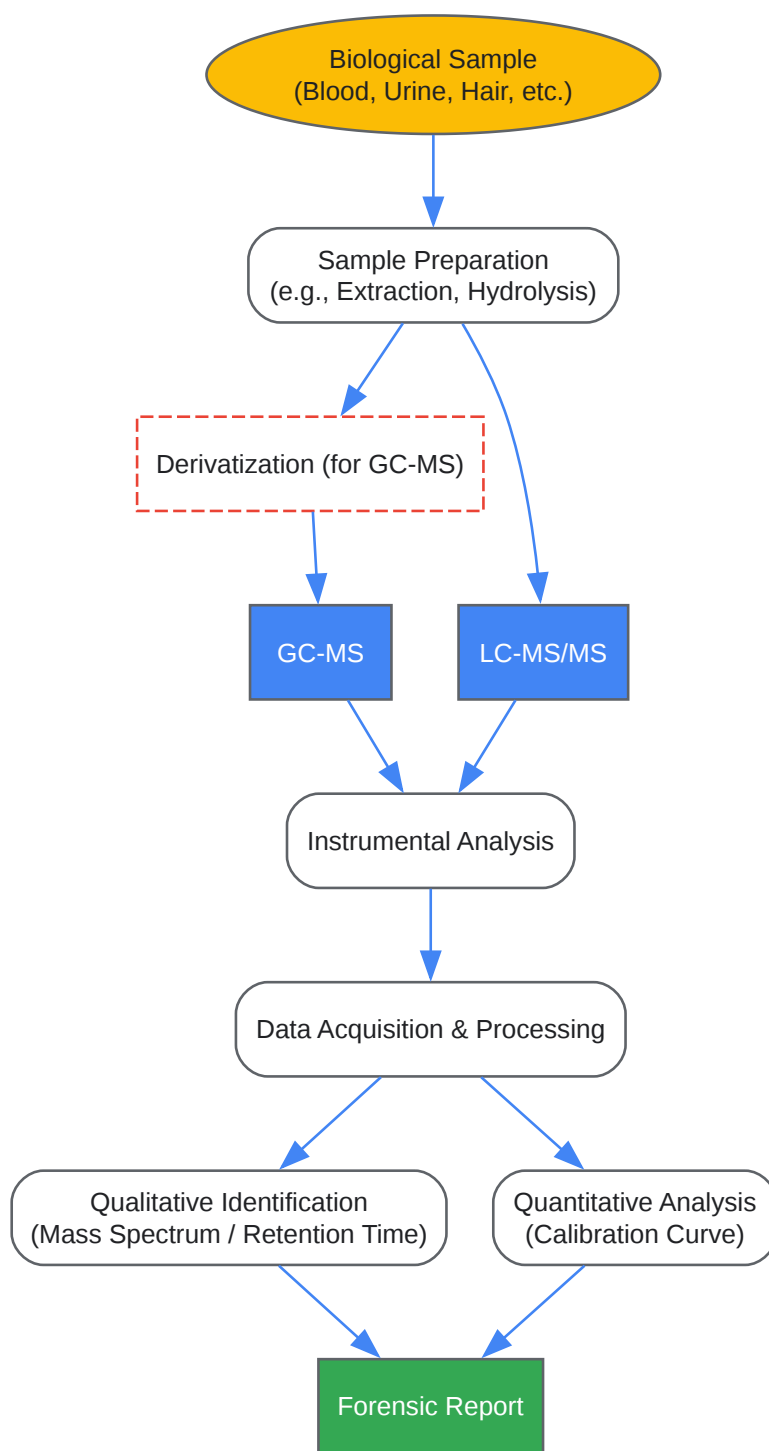 Biological Sample
(Blood, Urine, Hair, etc.)
Sample Preparation
(e.g., Extraction, Hydrolysis)
Derivatization (for GC-MS)
GC-MS
LC-MS/MS
Instrumental Analysis
Data Acquisition & Processing
Qualitative Identification
(Mass Spectrum / Retention Time)
Quantitative Analysis
(Calibration Curve)
Forensic Report